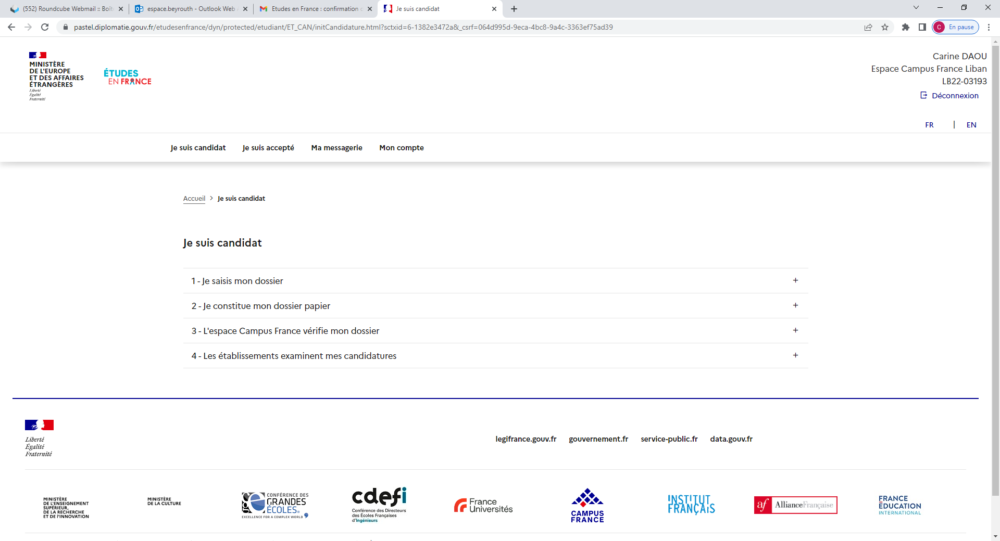 (552) Roundcube Webmail :: Boît
espace.beyrouth - Outlook Web
Etudes en France : confirmation
Je suis candidat
pastel.diplomatie.gouv.fr/etudesenfrance/dyn/protected/etudiant/ET_CAN/initCandidature.html?sctxid=6-1382e3472a&_csrf=064d995d-9eca-4bc8-9a4c-3363ef75ad39
C En pause
MINISTÈRE
DE L'EUROPE
ET DES AFFAIRES
ÉTRANGÈRES
Liberté
Égalité
Fraternité
ÉTUDES
EN FRANCE
Carine DAOU
Espace Campus France Liban
LB22-03193
Déconnexion
FR | EN
Je suis candidat Je suis accepté Ma messagerie Mon compte
Accueil > Je suis candidat
Je suis candidat
1 - Je saisis mon dossier +
2 - Je constitue mon dossier papier +
3 - L'espace Campus France vérifie mon dossier +
4 - Les établissements examinent mes candidatures +
Liberté
Égalité
Fraternité
legifrance.gouv.fr gouvernement.fr service-public.fr data.gouv.fr
MINISTÈRE
DE L'ENSEIGNEMENT
SUPÉRIEUR,
DE LA RECHERCHE
ET DE L'INNOVATION
MINISTÈRE
DE LA CULTURE
CONFÉRENCE DES
GRANDES
ÉCOLES
EXCELLENCE FOR A COMPLEX WORLD
cdefi
Conférence des Directeurs
des Écoles Françaises
d'Ingénieurs
France
Universités
CAMPUS
FRANCE
INSTITUT
FRANÇAIS
af AllianceFrançaise
FRANCE
ÉDUCATION
INTERNATIONAL